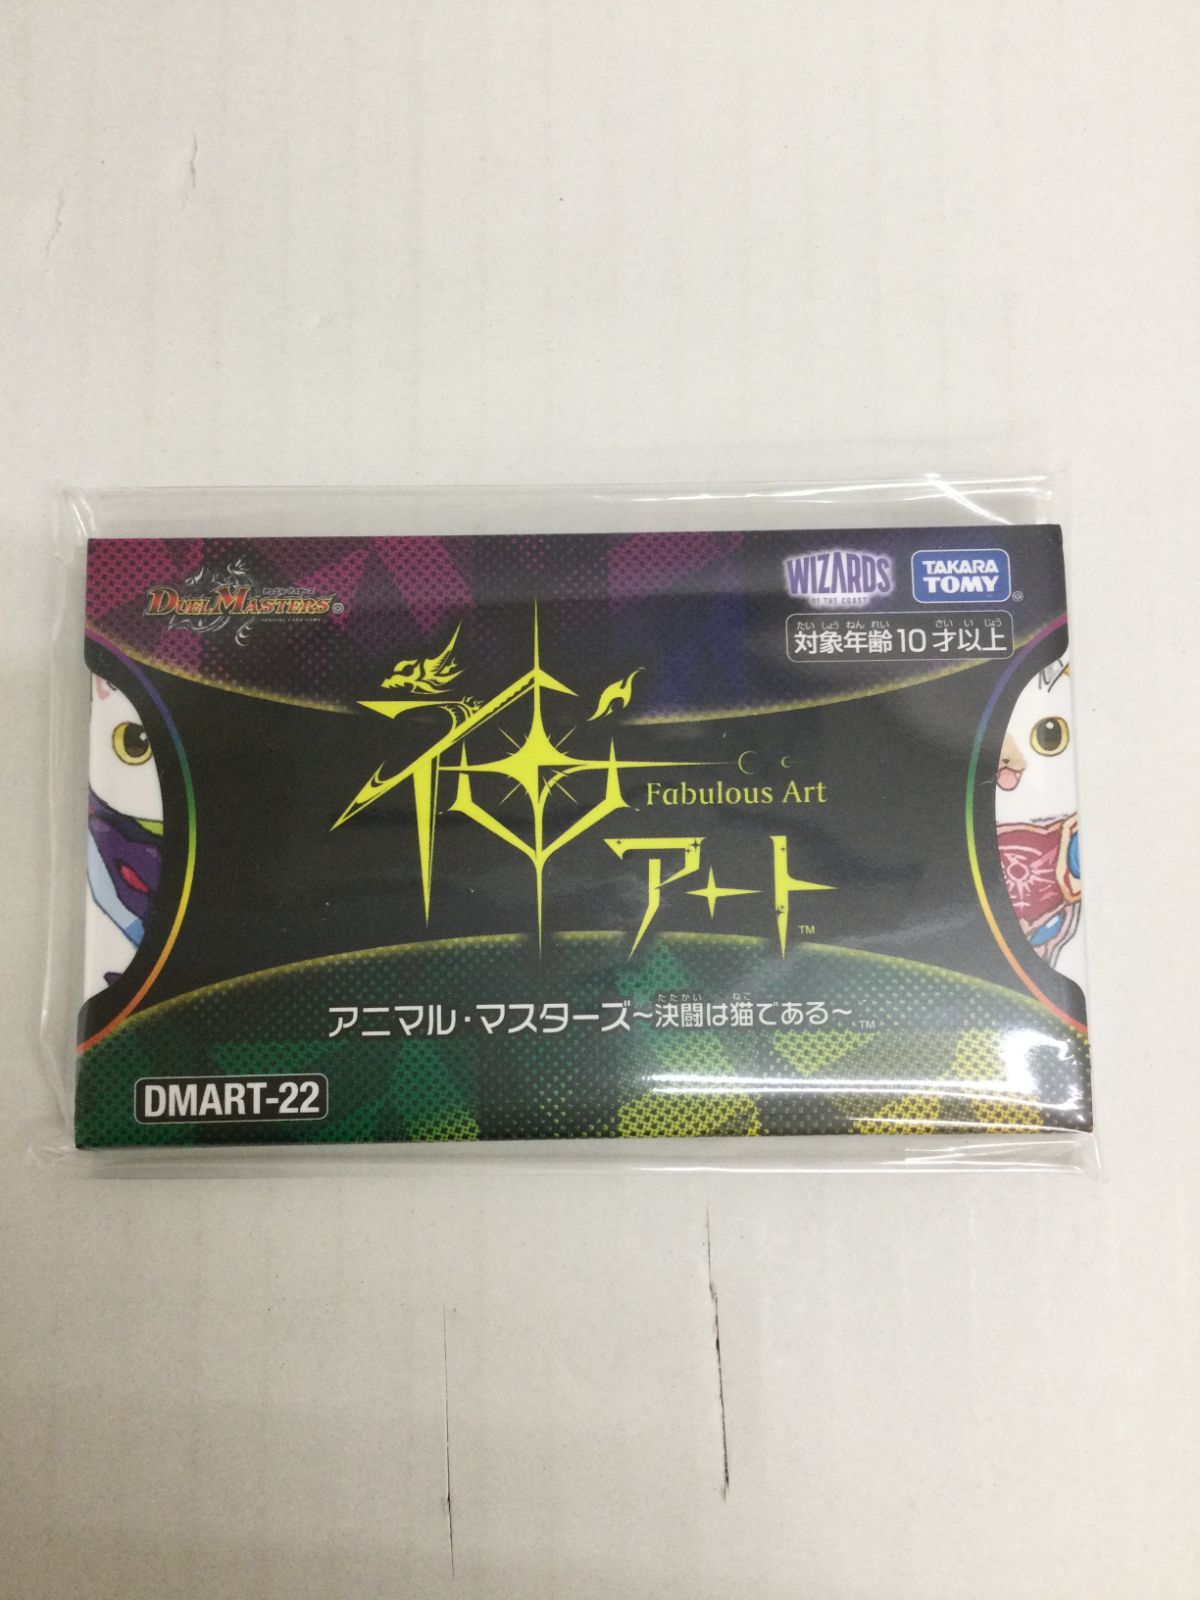 DUEL MASTERS
TRADING CARD GAME
WIZARDS
OF THE COAST
TAKARA
TOMY
たいしょうねんれい さい いじょう
対象年齢10才以上
神
Fabulous Art
アート
TM
たたかい ねこ
アニマル・マスターズ~決闘は猫である~TM
DMART-22